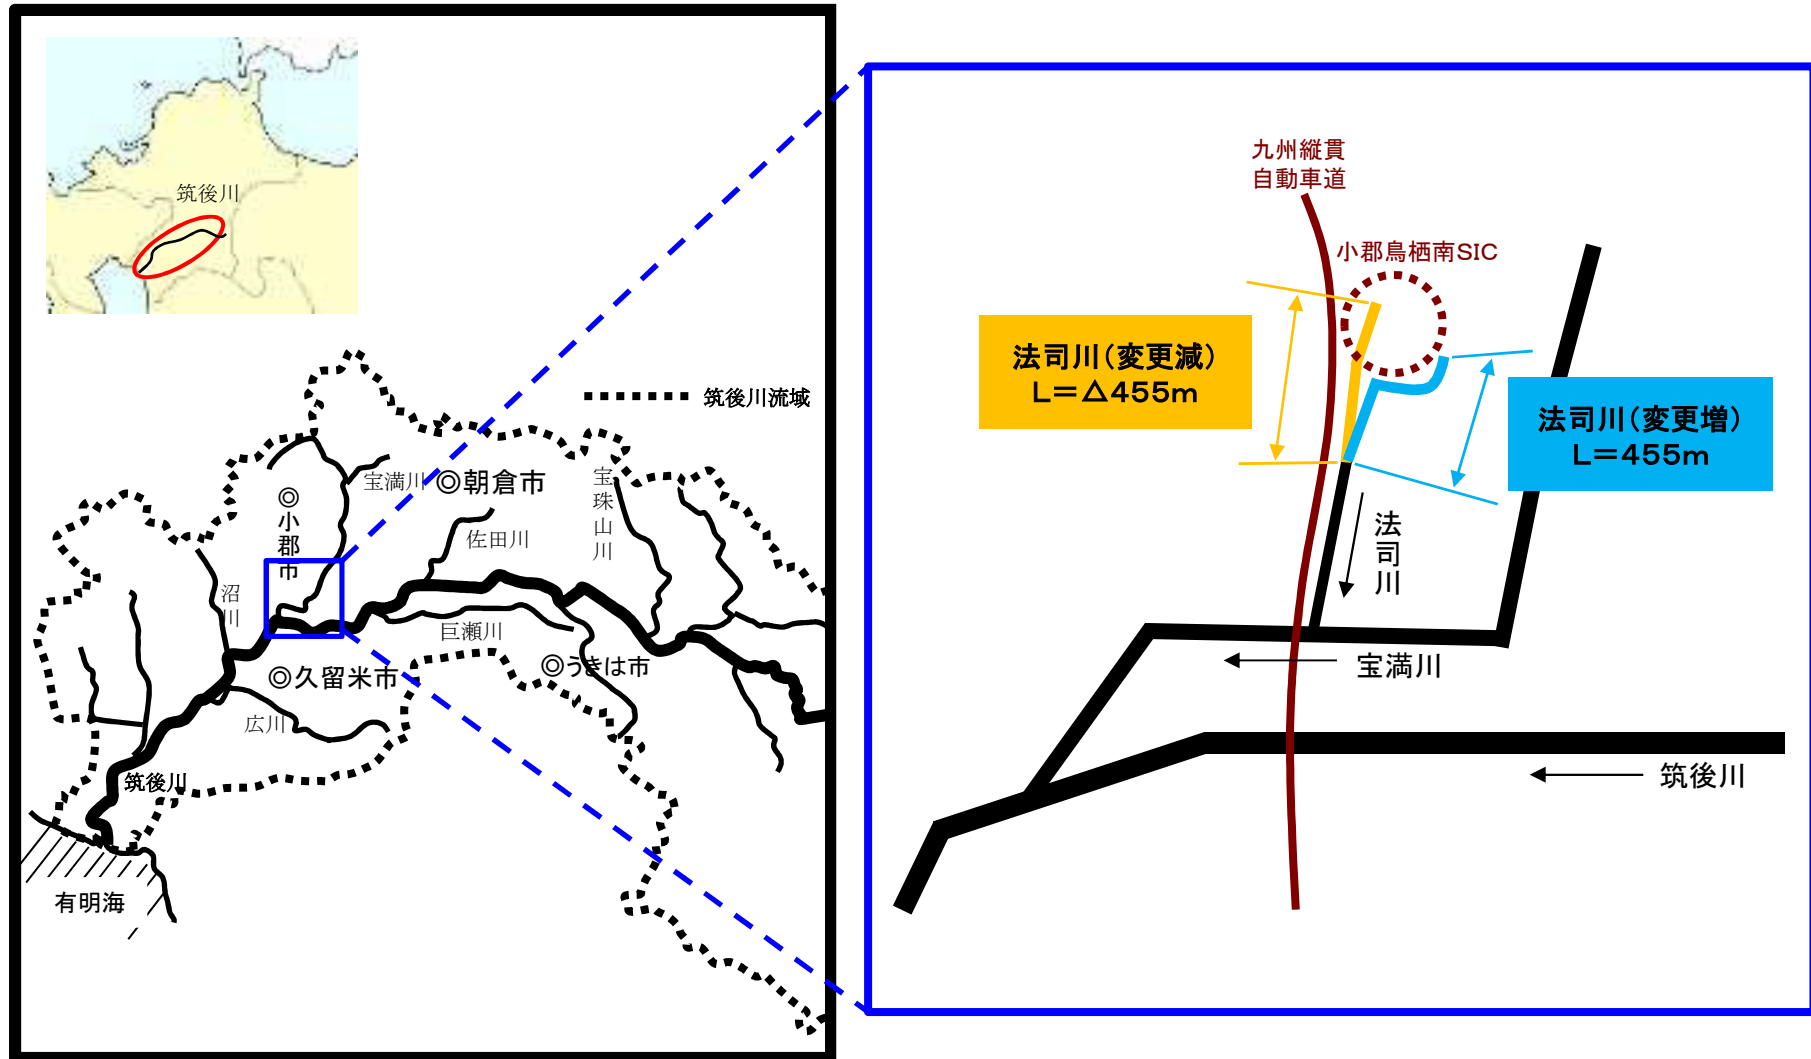 筑後川
筑後川流域
宝満川
◎朝倉市
宝珠山川
◎小郡市
佐田川
沼川
巨瀬川
◎うきは市
◎久留米市
広川
筑後川
有明海
九州縦貫
自動車道
小郡鳥栖南SIC
法司川（変更減）
L＝△455m
法司川（変更増）
L＝455m
法司川
宝満川
筑後川